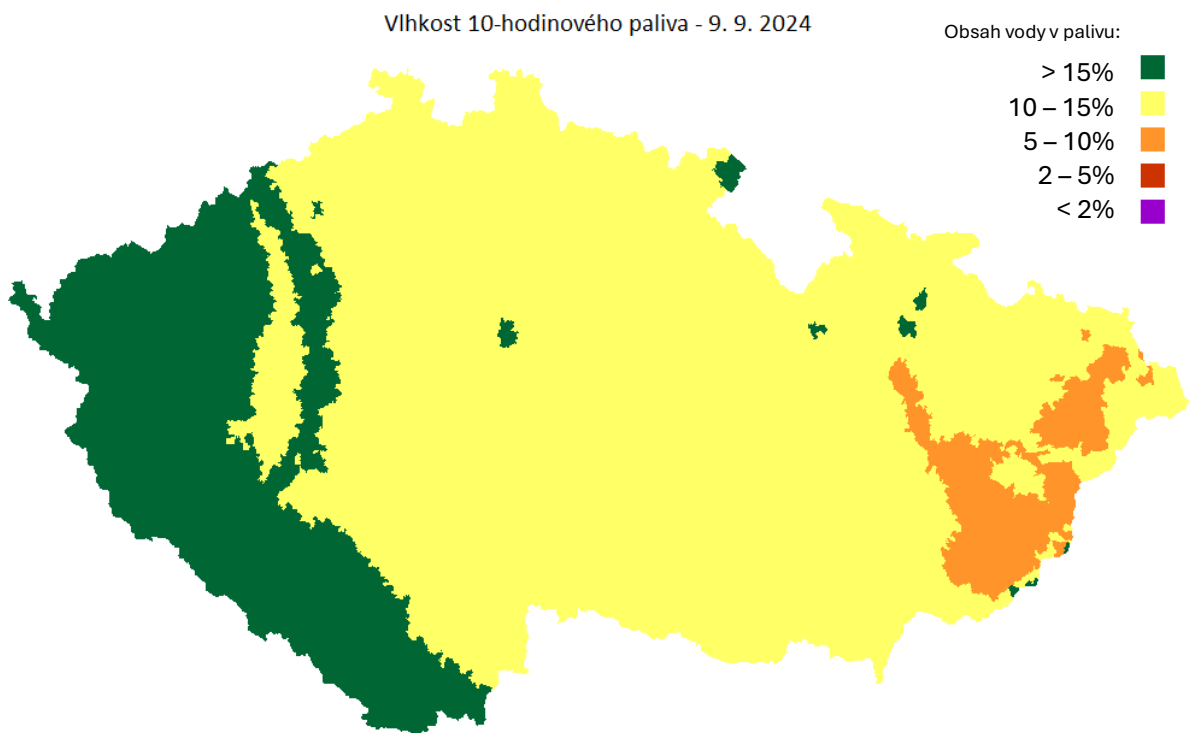 Vlhkost 10-hodinového paliva - 9. 9. 2024
Obsah vody v palivu:
> 15%
10 – 15%
5 – 10%
2 – 5%
< 2%